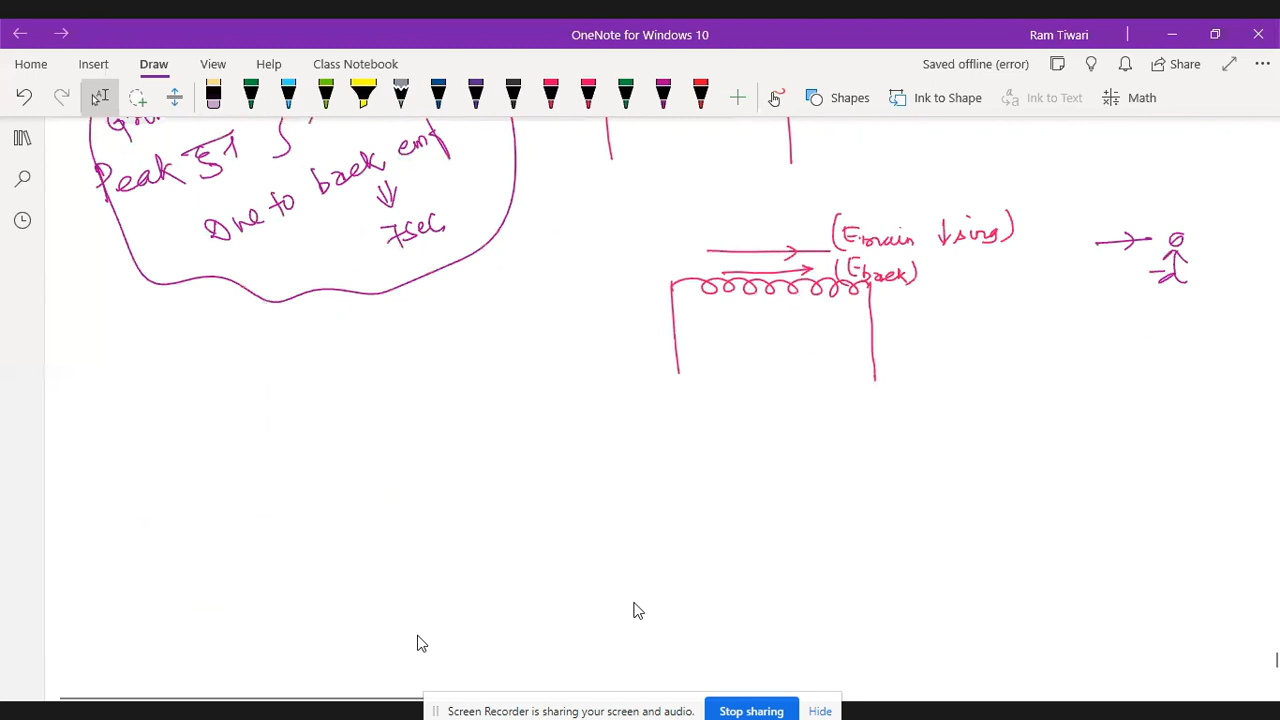 OneNote for Windows 10
Ram Tiwari
Home Insert Draw View Help Class Notebook
Saved offline (error)
Share
Shapes
Ink to Shape
Ink to Text
Math
Peak
Due to back emf
7sec
(E.main ↓sing)
(Eback)
Screen Recorder is sharing your screen and audio.
Stop sharing
Hide